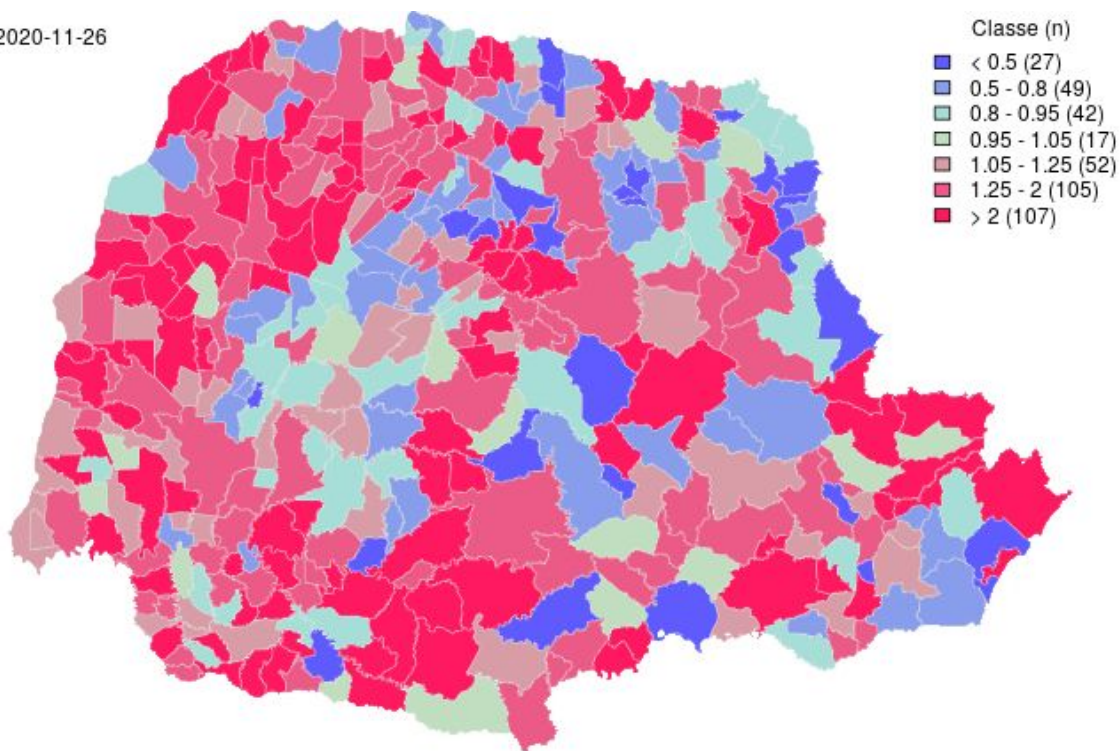 2020-11-26
Classe (n)
< 0.5 (27)
0.5 - 0.8 (49)
0.8 - 0.95 (42)
0.95 - 1.05 (17)
1.05 - 1.25 (52)
1.25 - 2 (105)
> 2 (107)